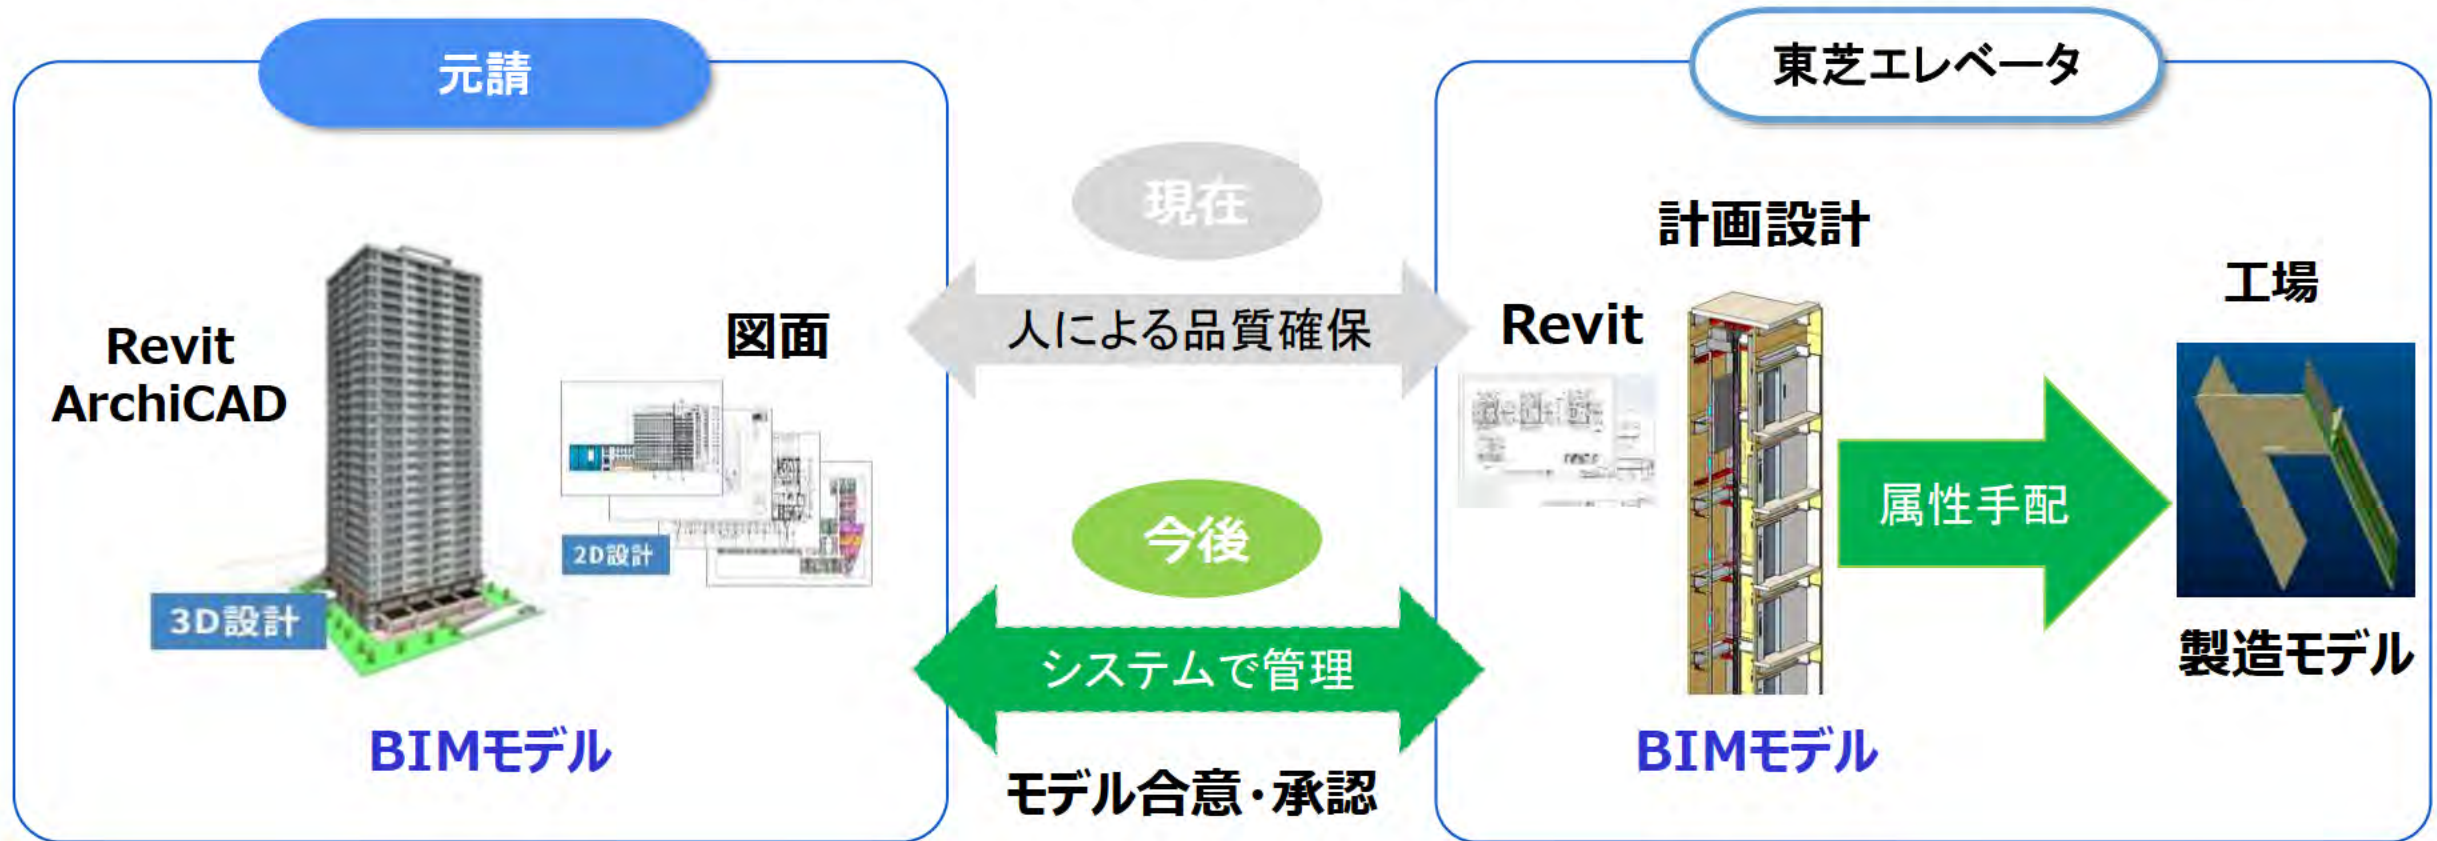 元請
Revit
ArchiCAD
3D設計
図面
2D設計
BIMモデル
現在
人による品質確保
今後
システムで管理
モデル合意・承認
東芝エレベータ
計画設計
Revit
BIMモデル
属性手配
工場
製造モデル